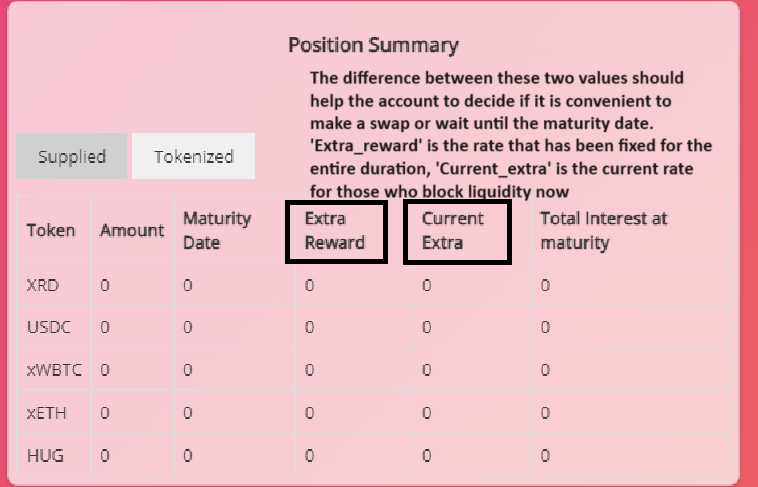 Position Summary
The difference between these two values should
help the account to decide if it is convenient to
make a swap or wait until the maturity date.
'Extra_reward' is the rate that has been fixed for the
entire duration, 'Current_extra' is the current rate
for those who block liquidity now
Supplied Tokenized
Token Amount Maturity Date Extra Reward Current Extra Total Interest at maturity
XRD 0 0 0 0 0
USDC 0 0 0 0 0
xWBTC 0 0 0 0 0
xETH 0 0 0 0 0
HUG 0 0 0 0 0